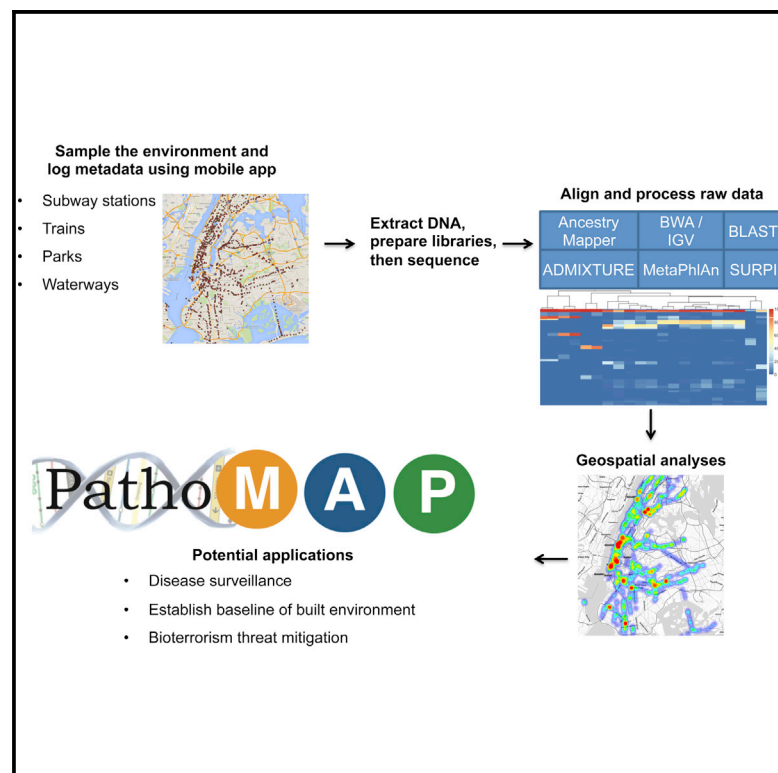 Sample the environment and
log metadata using mobile app
• Subway stations
• Trains
• Parks
• Waterways
Extract DNA,
prepare libraries,
then sequence
Align and process raw data
Ancestry
Mapper
BWA /
IGV
BLAST
ADMIXTURE
MetaPhlAn
SURPI
Geospatial analyses
Patho M A P
Potential applications
• Disease surveillance
• Establish baseline of built environment
• Bioterrorism threat mitigation